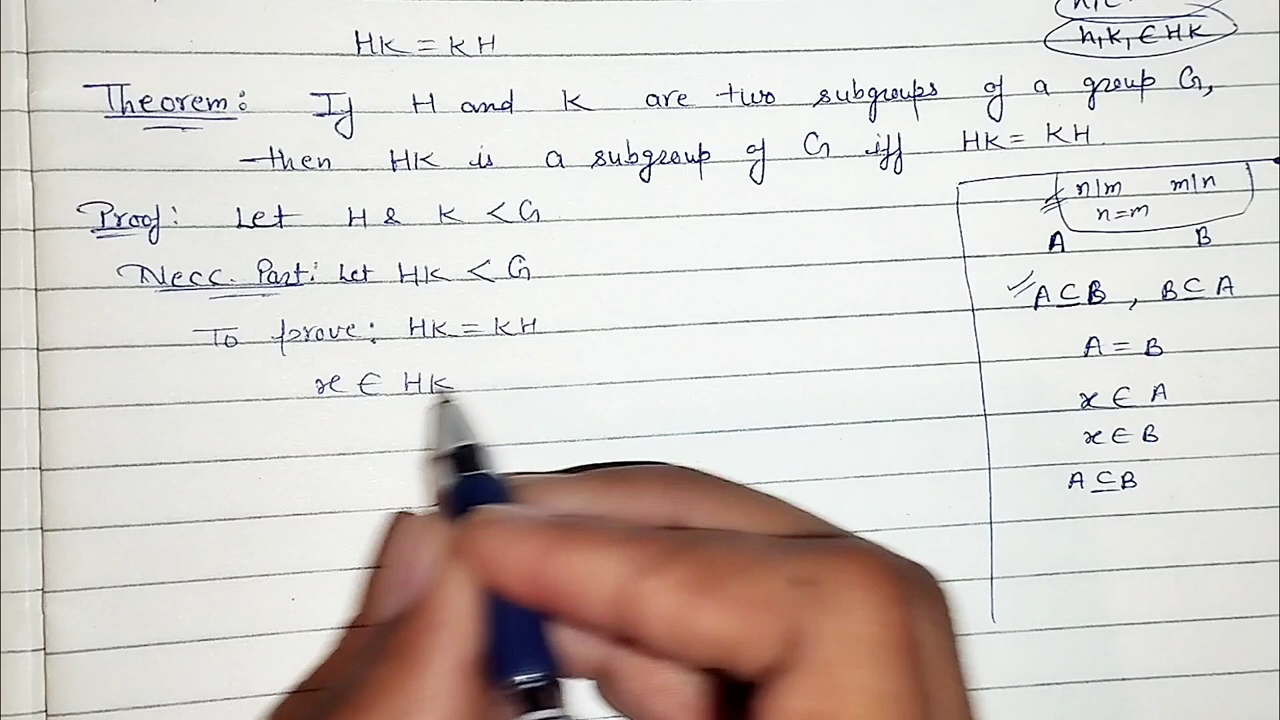 HK = KH
h₁k₁ ∈ HK
Theorem: If H and K are two subgroups of a group G,
then HK is a subgroup of G iff HK = KH.
Proof: Let H & K < G
Necc. Part: Let HK < G
To prove: HK = KH
x ∈ HK
n|m m|n
n=m
A B
A ⊆ B , B ⊆ A
A = B
x ∈ A
x ∈ B
A ⊆ B